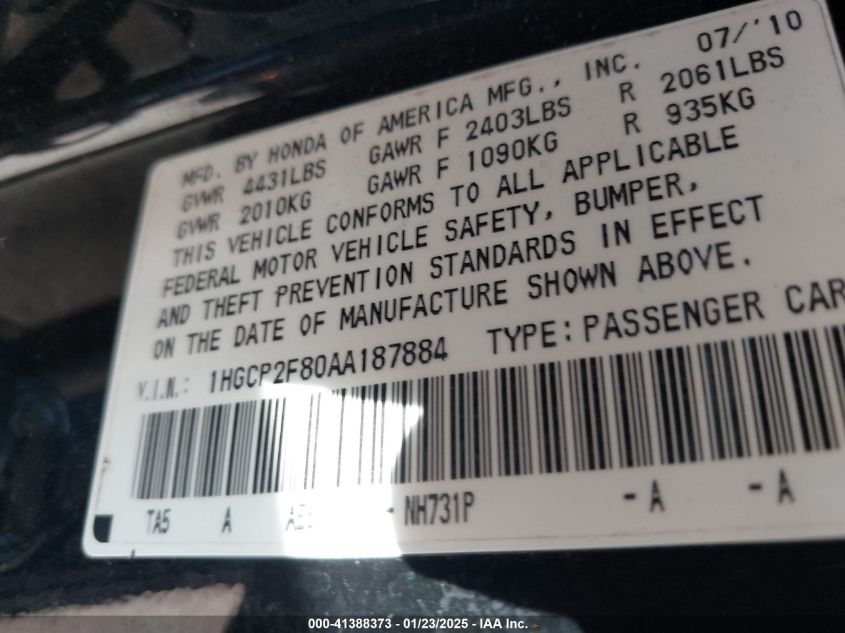 MFD. BY HONDA OF AMERICA MFG., INC. 07/'10
GVWR 4431LBS GAWR F 2403LBS R 2061LBS
GVWR 2010KG GAWR F 1090KG R 935KG
THIS VEHICLE CONFORMS TO ALL APPLICABLE
FEDERAL MOTOR VEHICLE SAFETY, BUMPER,
AND THEFT PREVENTION STANDARDS IN EFFECT
ON THE DATE OF MANUFACTURE SHOWN ABOVE.
V.I.N.: 1HGCP2F80AA187884 TYPE: PASSENGER CAR
TA5 A - NH731P - A - A
000-41388373 — 01/23/2025 — IAA Inc.